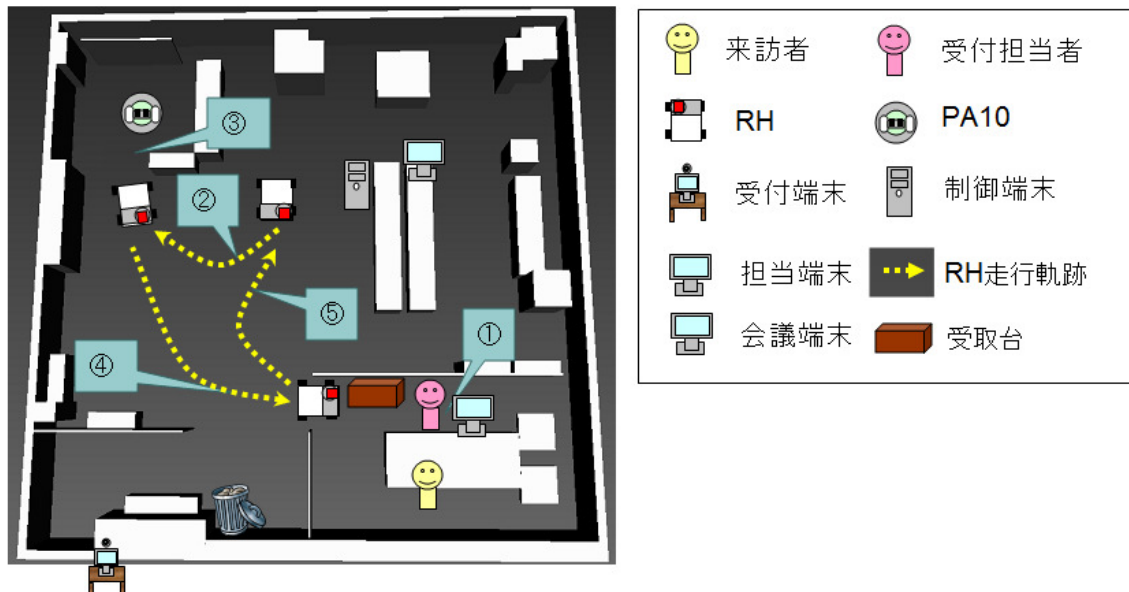 ③
②
⑤
①
④
来訪者
受付担当者
RH
PA10
受付端末
制御端末
担当端末
RH走行軌跡
会議端末
受取台